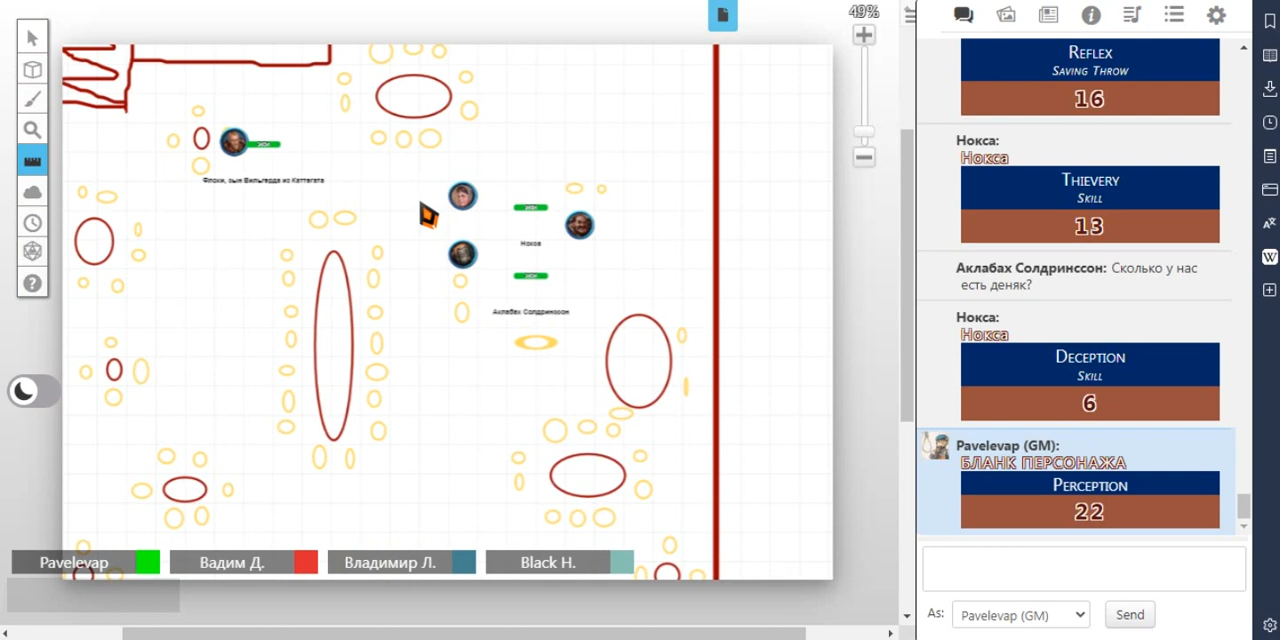 49%
Флоки, сын Вильгерда из Каттегата
Нокса
Аклабах Солдринссон
Pavelevap
Вадим Д.
Владимир Л.
Black H.
Reflex
Saving Throw
16
Нокса:
Нокса
Thievery
Skill
13
Аклабах Солдринссон: Сколько у нас
есть деняк?
Нокса:
Нокса
Deception
Skill
6
Pavelevap (GM):
БЛАНК ПЕРСОНАЖА
Perception
22
As:
Pavelevap (GM)
Send